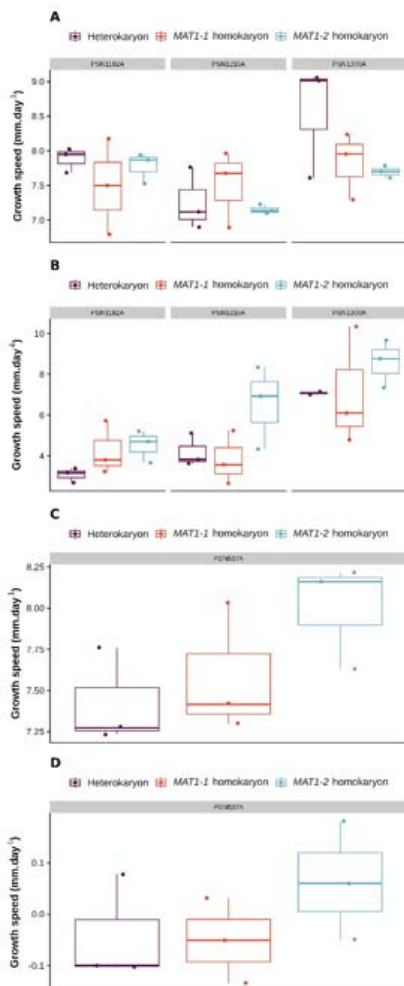 A
Heterokaryon MAT1-1 homokaryon MAT1-2 homokaryon
Growth speed (mm.day-1)
9.0
8.5
8.0
7.5
7.0
B
Heterokaryon MAT1-1 homokaryon MAT1-2 homokaryon
Growth speed (mm.day-1)
10
8
6
4
C
Heterokaryon MAT1-1 homokaryon MAT1-2 homokaryon
Growth speed (mm.day-1)
8.25
8.00
7.75
7.50
7.25
D
Heterokaryon MAT1-1 homokaryon MAT1-2 homokaryon
Growth speed (mm.day-1)
0.1
0.0
-0.1